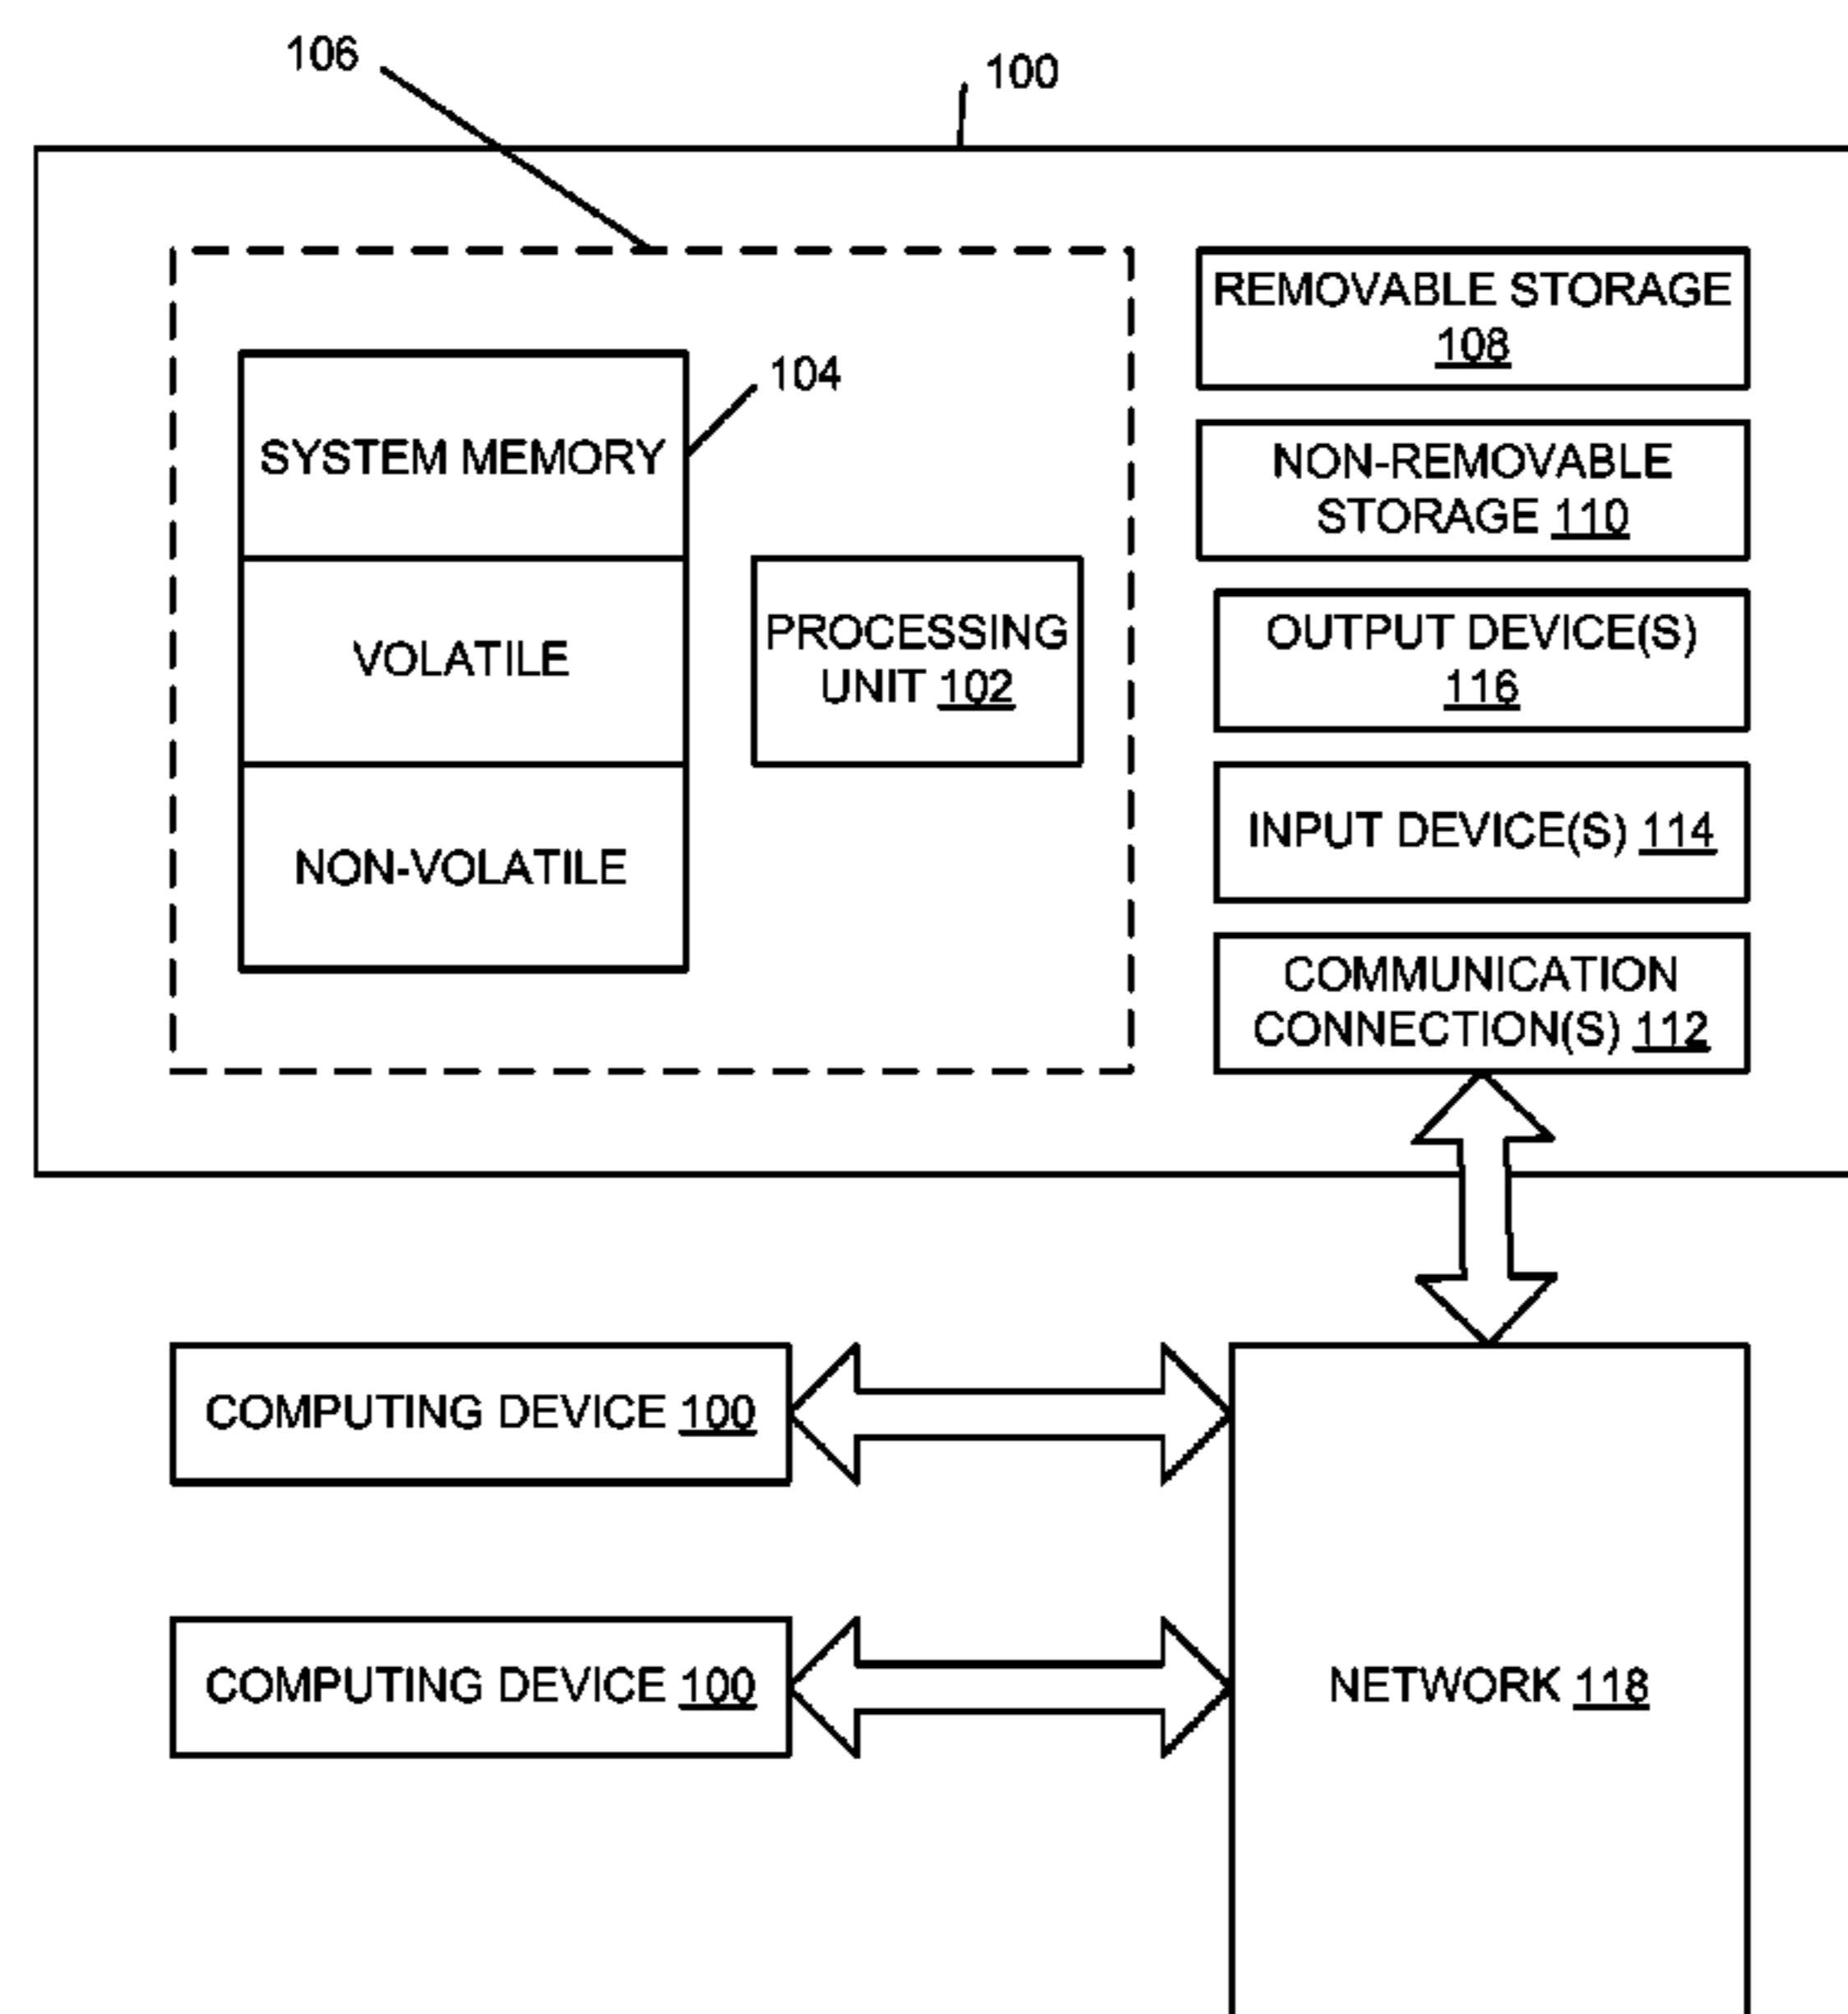 106
100
104
SYSTEM MEMORY
VOLATILE
NON-VOLATILE
PROCESSING
UNIT 102
REMOVABLE STORAGE
108
NON-REMOVABLE
STORAGE 110
OUTPUT DEVICE(S)
116
INPUT DEVICE(S) 114
COMMUNICATION
CONNECTION(S) 112
COMPUTING DEVICE 100
COMPUTING DEVICE 100
NETWORK 118